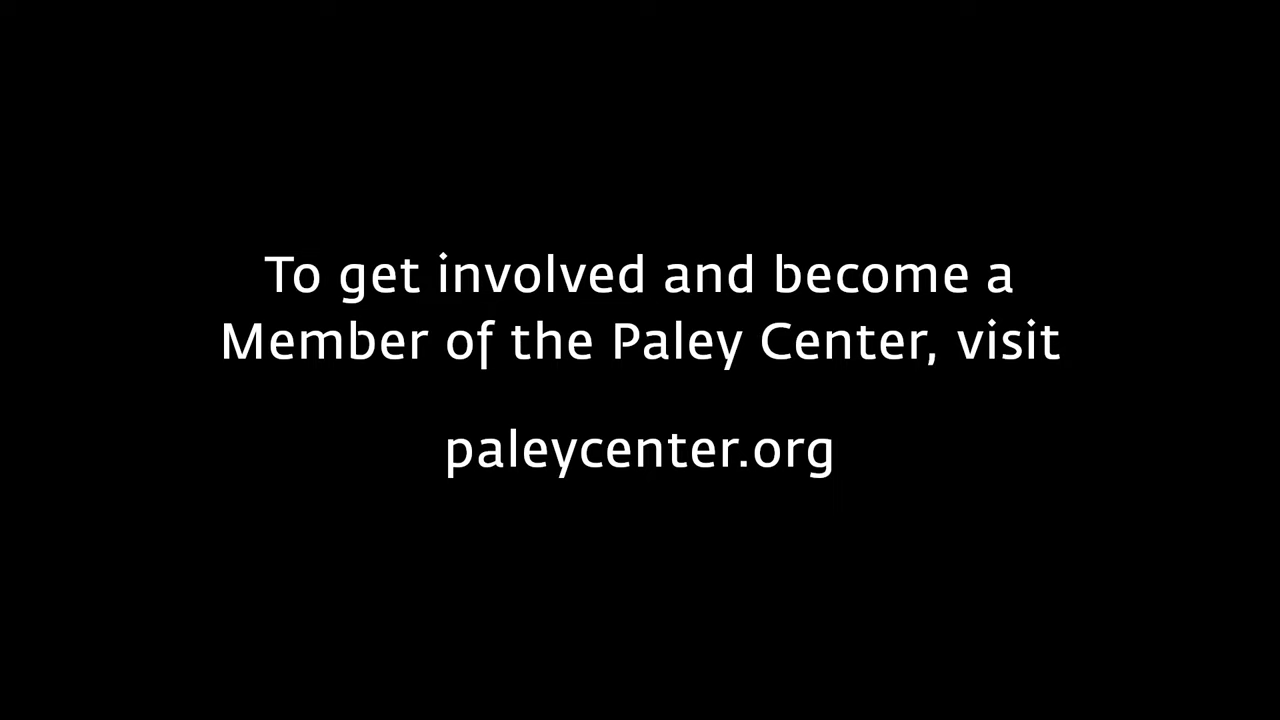 To get involved and become a
Member of the Paley Center, visit
paleycenter.org